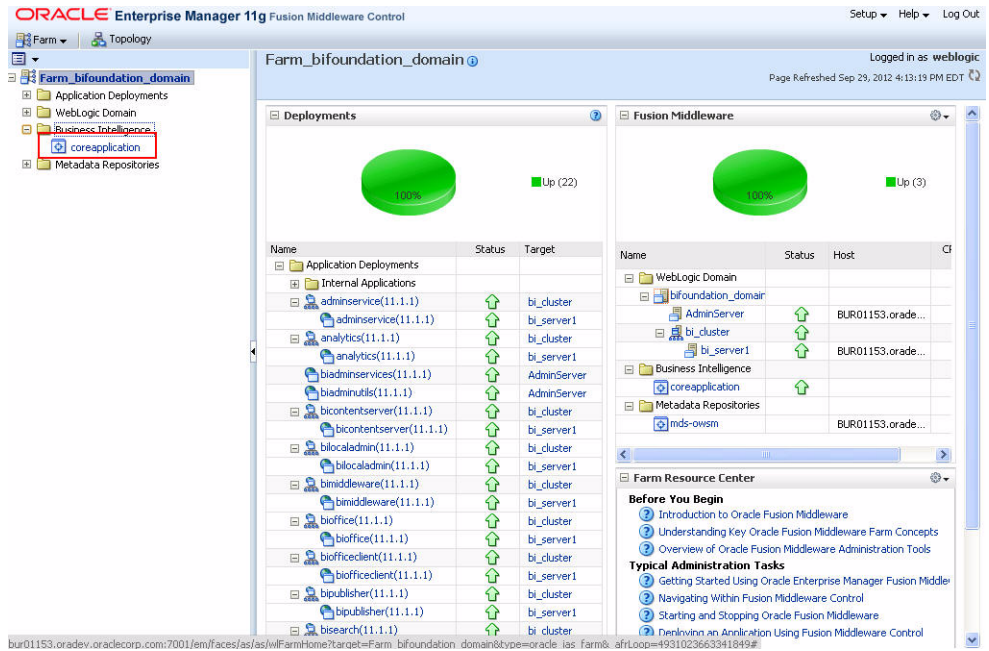 ORACLE Enterprise Manager 11g Fusion Middleware Control
Setup Help Log Out
Farm Topology
Farm_bifoundation_domain
Application Deployments
WebLogic Domain
Business Intelligence
coreapplication
Metadata Repositories
Farm_bifoundation_domain
Logged in as weblogic
Page Refreshed Sep 29, 2012 4:13:19 PM EDT
Deployments
100%
Up (22)
Name Status Target
Application Deployments
Internal Applications
adminservice(11.1.1) bi_cluster
adminservice(11.1.1) bi_server1
analytics(11.1.1) bi_cluster
analytics(11.1.1) bi_server1
biadminservices(11.1.1) AdminServer
biadminutils(11.1.1) AdminServer
bicontentserver(11.1.1) bi_cluster
bicontentserver(11.1.1) bi_server1
bilocaladmin(11.1.1) bi_cluster
bilocaladmin(11.1.1) bi_server1
bimiddleware(11.1.1) bi_cluster
bimiddleware(11.1.1) bi_server1
bioffice(11.1.1) bi_cluster
bioffice(11.1.1) bi_server1
biofficeclient(11.1.1) bi_cluster
biofficeclient(11.1.1) bi_server1
bipublisher(11.1.1) bi_cluster
bipublisher(11.1.1) bi_server1
bisearch(11.1.1) bi_cluster
Fusion Middleware
100%
Up (3)
Name Status Host
WebLogic Domain
bifoundation_domain
AdminServer BUR01153.orade...
bi_cluster
bi_server1 BUR01153.orade...
Business Intelligence
coreapplication
Metadata Repositories
mds-owsm BUR01153.orade...
Farm Resource Center
Before You Begin
Introduction to Oracle Fusion Middleware
Understanding Key Oracle Fusion Middleware Farm Concepts
Overview of Oracle Fusion Middleware Administration Tools
Typical Administration Tasks
Getting Started Using Oracle Enterprise Manager Fusion Middle
Navigating Within Fusion Middleware Control
Starting and Stopping Oracle Fusion Middleware
Deploying an Application Using Fusion Middleware Control
bur01153.oradev.oraclecorp.com:7001/em/faces/as/as/wlFarmHome?target=Farm_bifoundation_domain&type=oracle_ias_farm&_afrLoop=4931023663341849#